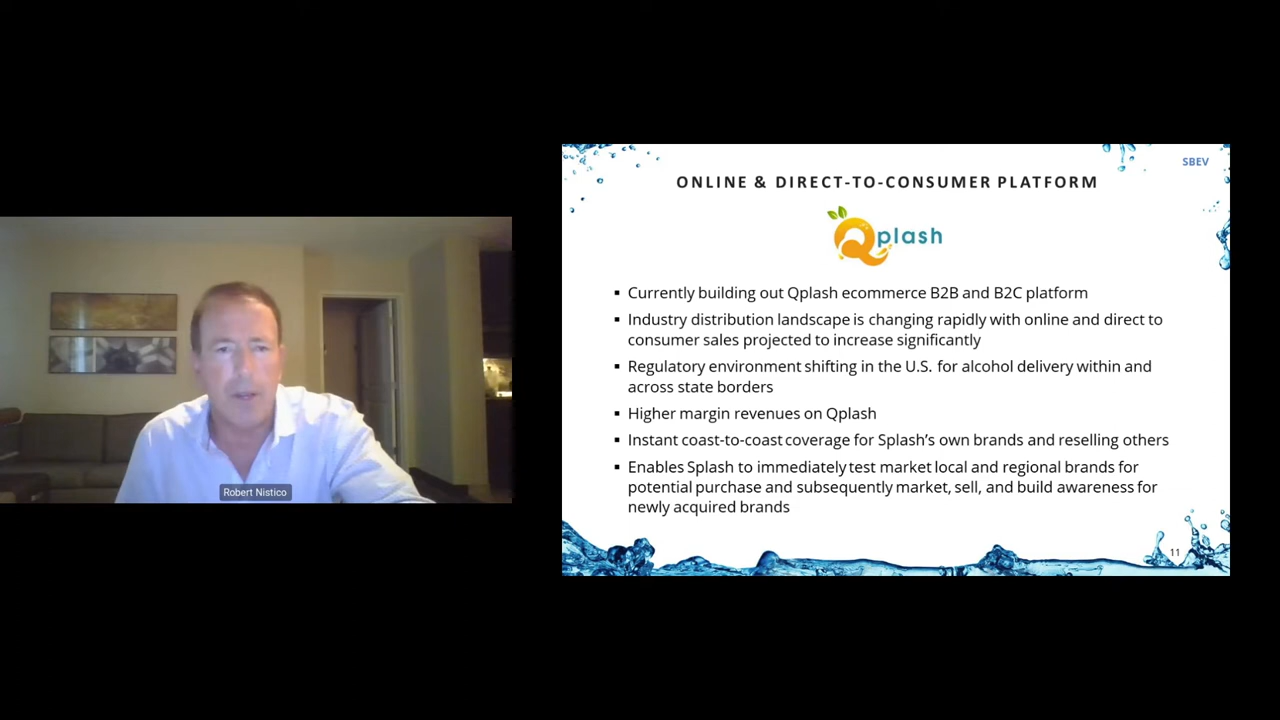 Robert Nistico
SBEV
ONLINE & DIRECT-TO-CONSUMER PLATFORM
Qplash
▪ Currently building out Qplash ecommerce B2B and B2C platform
▪ Industry distribution landscape is changing rapidly with online and direct to
consumer sales projected to increase significantly
▪ Regulatory environment shifting in the U.S. for alcohol delivery within and
across state borders
▪ Higher margin revenues on Qplash
▪ Instant coast-to-coast coverage for Splash’s own brands and reselling others
▪ Enables Splash to immediately test market local and regional brands for
potential purchase and subsequently market, sell, and build awareness for
newly acquired brands
11